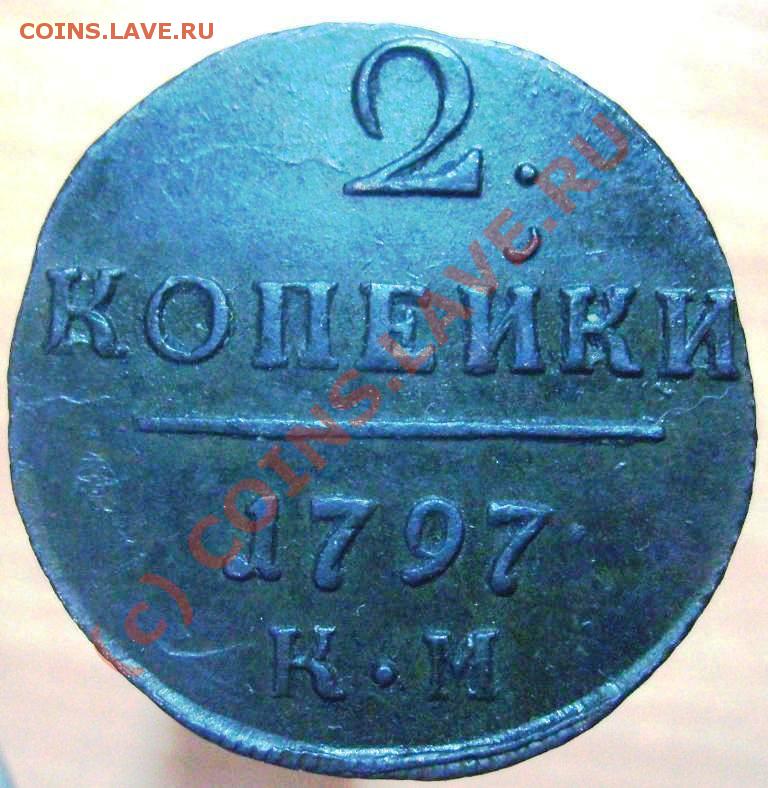 COINS.LAVE.RU
2.
КОПЕЙКИ
1797
К·М
(c) COINS.LAVE.RU